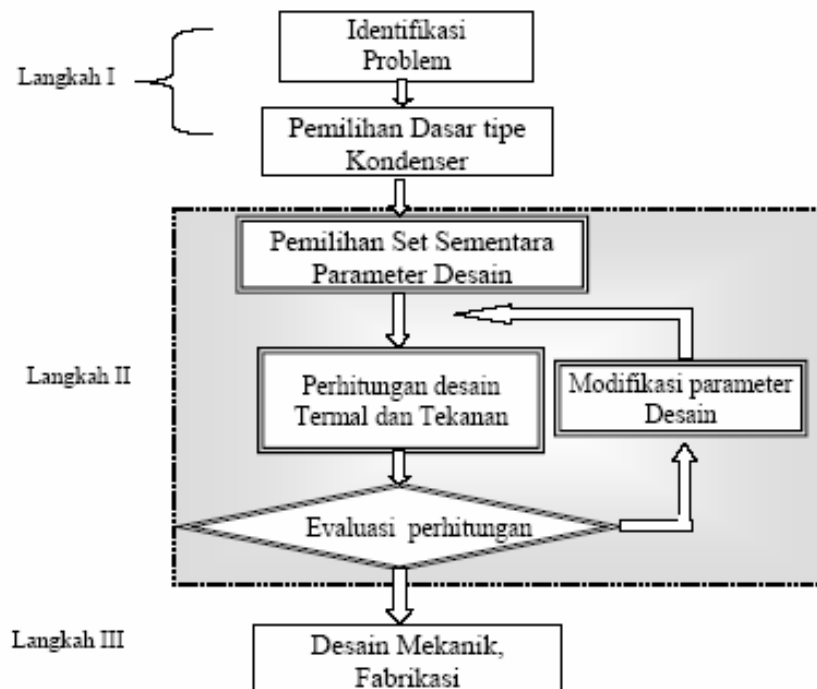 Identifikasi
Problem
Langkah I
Pemilihan Dasar tipe
Kondenser
Pemilihan Set Sementara
Parameter Desain
Langkah II
Perhitungan desain
Termal dan Tekanan
Modifikasi parameter
Desain
Evaluasi perhitungan
Langkah III
Desain Mekanik,
Fabrikasi